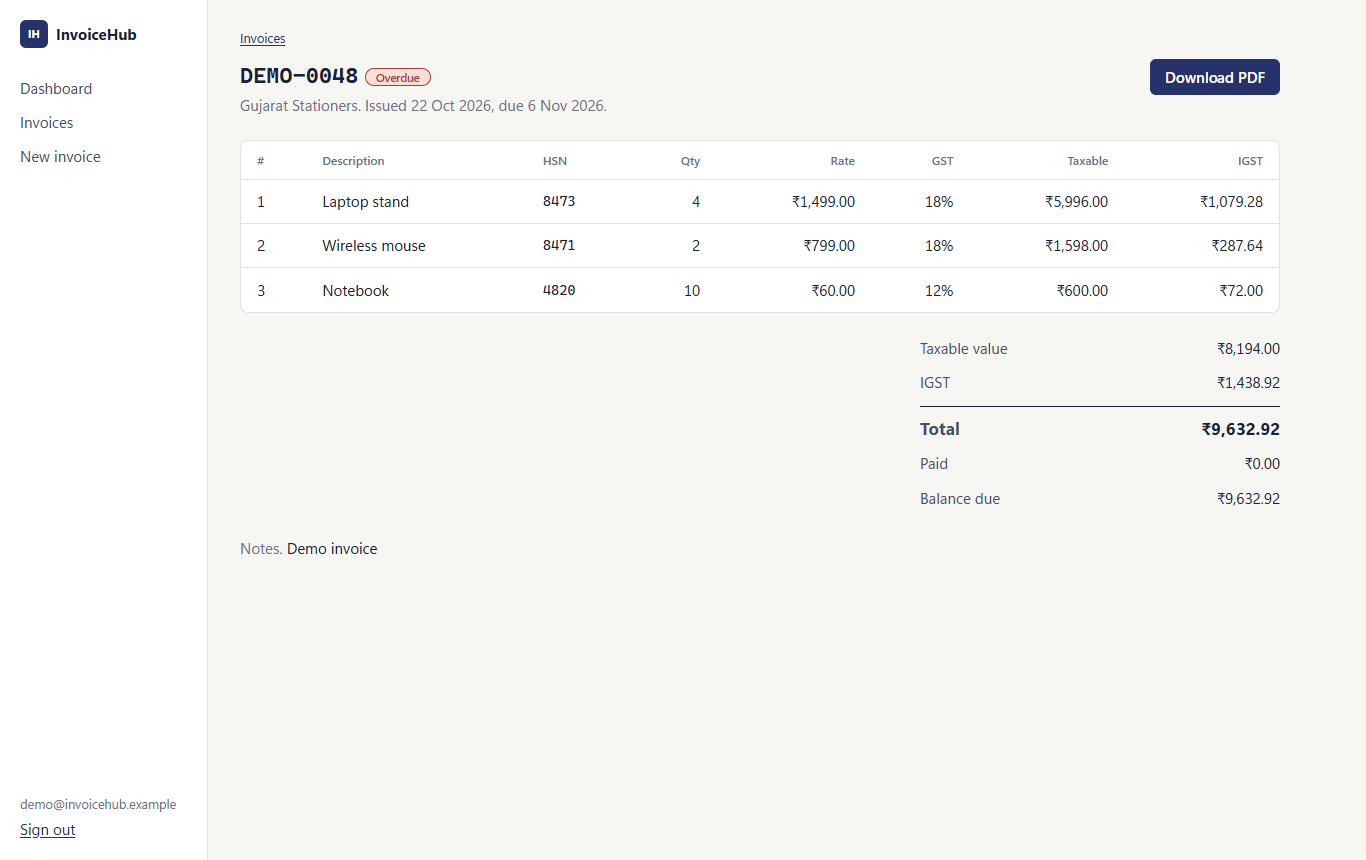 IH InvoiceHub
Dashboard
Invoices
New invoice
demo@invoicehub.example
Sign out
Invoices
DEMO-0048 Overdue
Download PDF
Gujarat Stationers. Issued 22 Oct 2026, due 6 Nov 2026.
# Description HSN Qty Rate GST Taxable IGST
1 Laptop stand 8473 4 ₹1,499.00 18% ₹5,996.00 ₹1,079.28
2 Wireless mouse 8471 2 ₹799.00 18% ₹1,598.00 ₹287.64
3 Notebook 4820 10 ₹60.00 12% ₹600.00 ₹72.00
Taxable value ₹8,194.00
IGST ₹1,438.92
Total ₹9,632.92
Paid ₹0.00
Balance due ₹9,632.92
Notes. Demo invoice